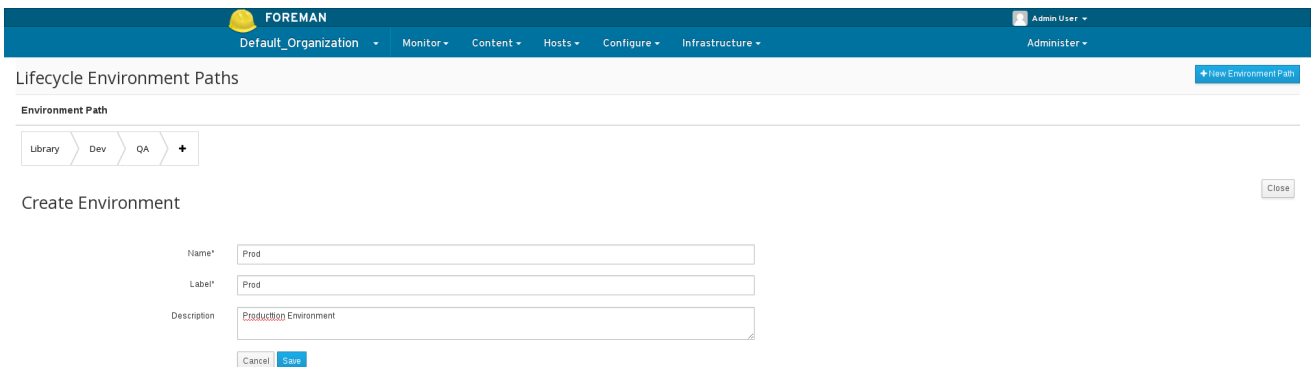 FOREMAN
Admin User
Default_Organization
Monitor
Content
Hosts
Configure
Infrastructure
Administer
Lifecycle Environment Paths
+New Environment Path
Environment Path
Library
Dev
QA
+
Close
Create Environment
Name*
Prod
Label*
Prod
Description
Producttion Environment
Cancel
Save